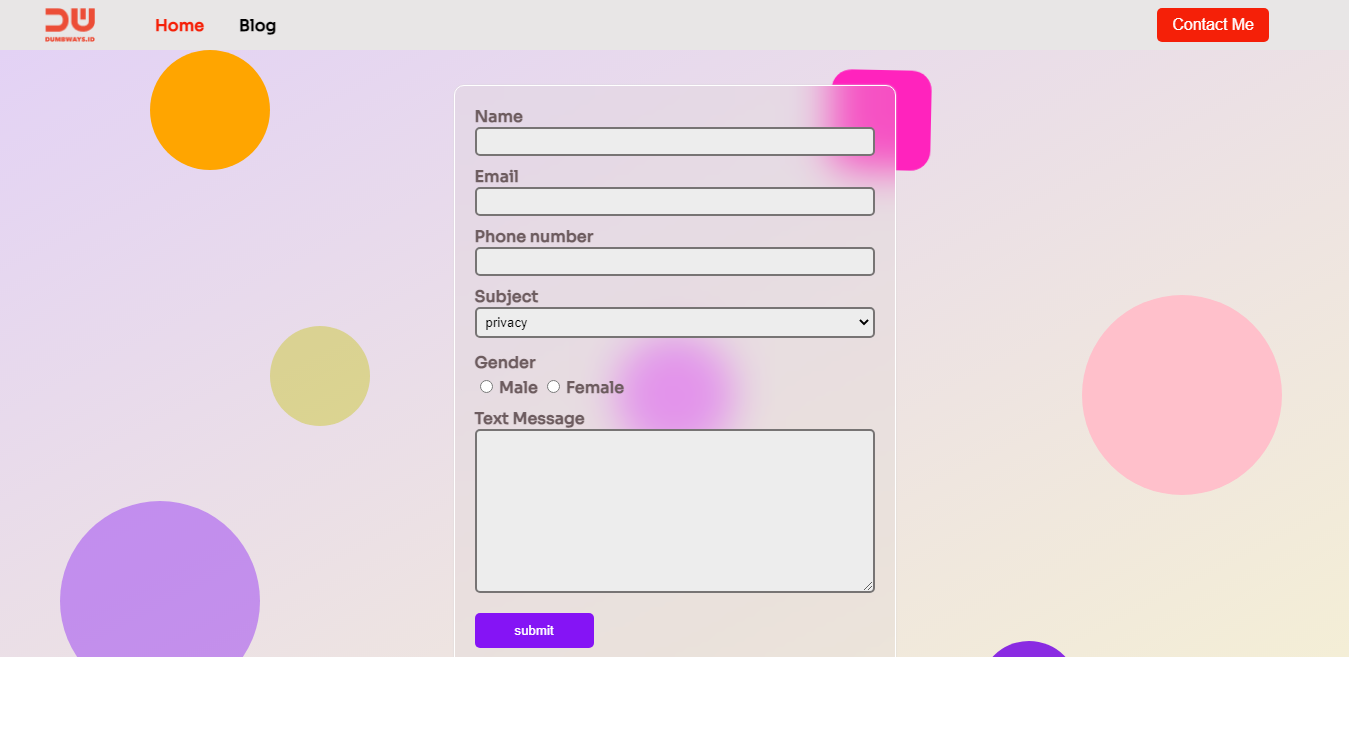 DW
DUMBWAYS.ID
Home Blog Contact Me
Name
Email
Phone number
Subject
privacy
Gender
Male Female
Text Message
submit